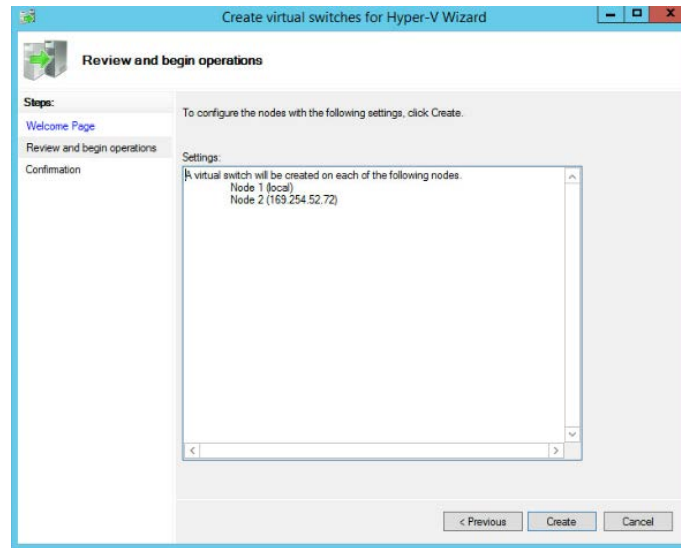 Create virtual switches for Hyper-V Wizard
Review and begin operations
Steps:
Welcome Page
Review and begin operations
Confirmation
To configure the nodes with the following settings, click Create.
Settings:
A virtual switch will be created on each of the following nodes.
Node 1 (local)
Node 2 (169.254.52.72)
< Previous
Create
Cancel